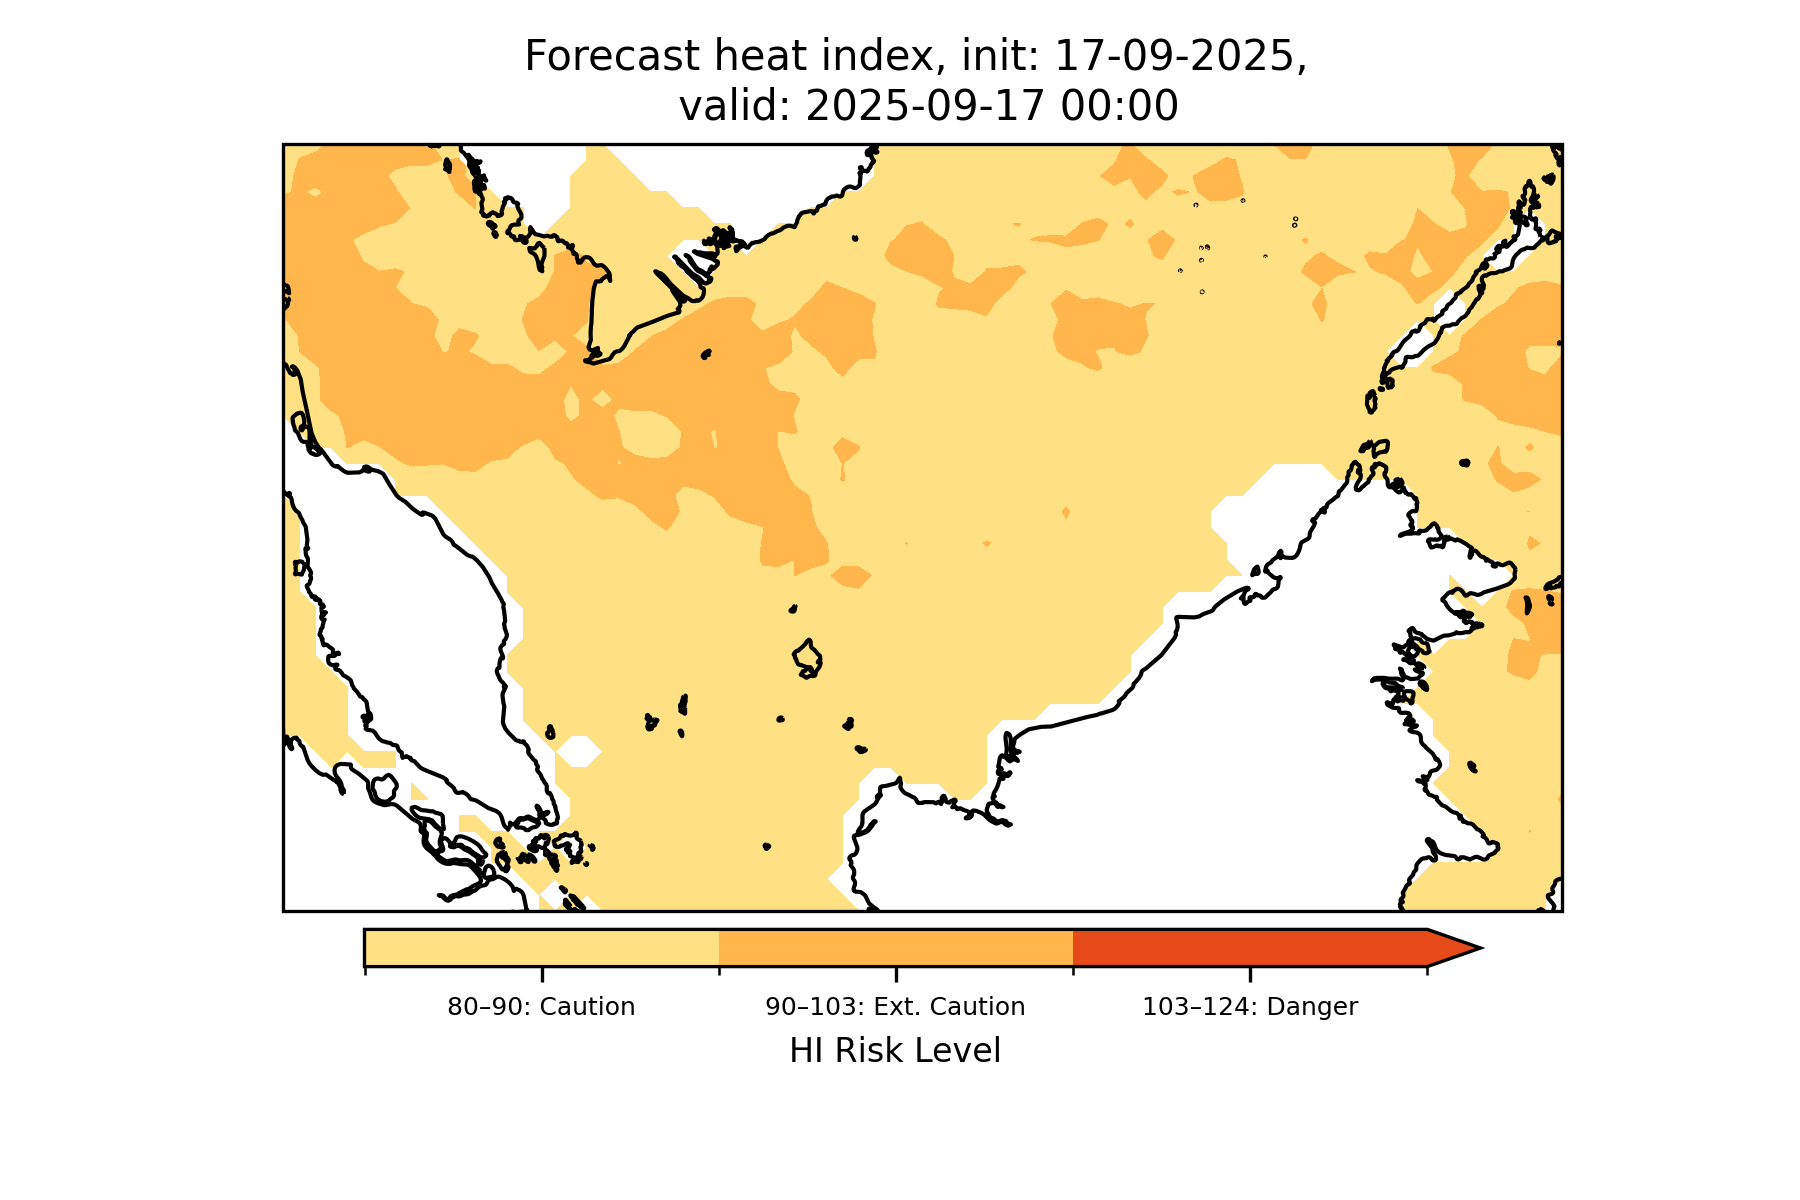 Forecast heat index, init: 17-09-2025,
valid: 2025-09-17 00:00
80–90: Caution
90–103: Ext. Caution
103–124: Danger
HI Risk Level